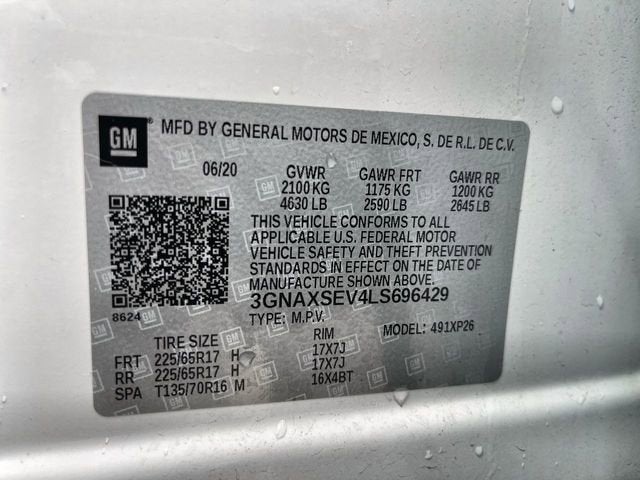 GM MFD BY GENERAL MOTORS DE MEXICO, S. DE R.L. DE C.V.
06/20 GVWR GAWR FRT GAWR RR
2100 KG 1175 KG 1200 KG
4630 LB 2590 LB 2645 LB
THIS VEHICLE CONFORMS TO ALL
APPLICABLE U.S. FEDERAL MOTOR
VEHICLE SAFETY AND THEFT PREVENTION
STANDARDS IN EFFECT ON THE DATE OF
MANUFACTURE SHOWN ABOVE.
8624 3GNAXSEV4LS696429
TYPE: M.P.V. MODEL: 491XP26
TIRE SIZE RIM
FRT 225/65R17 H 17X7J
RR 225/65R17 H 17X7J
SPA T135/70R16 M 16X4BT